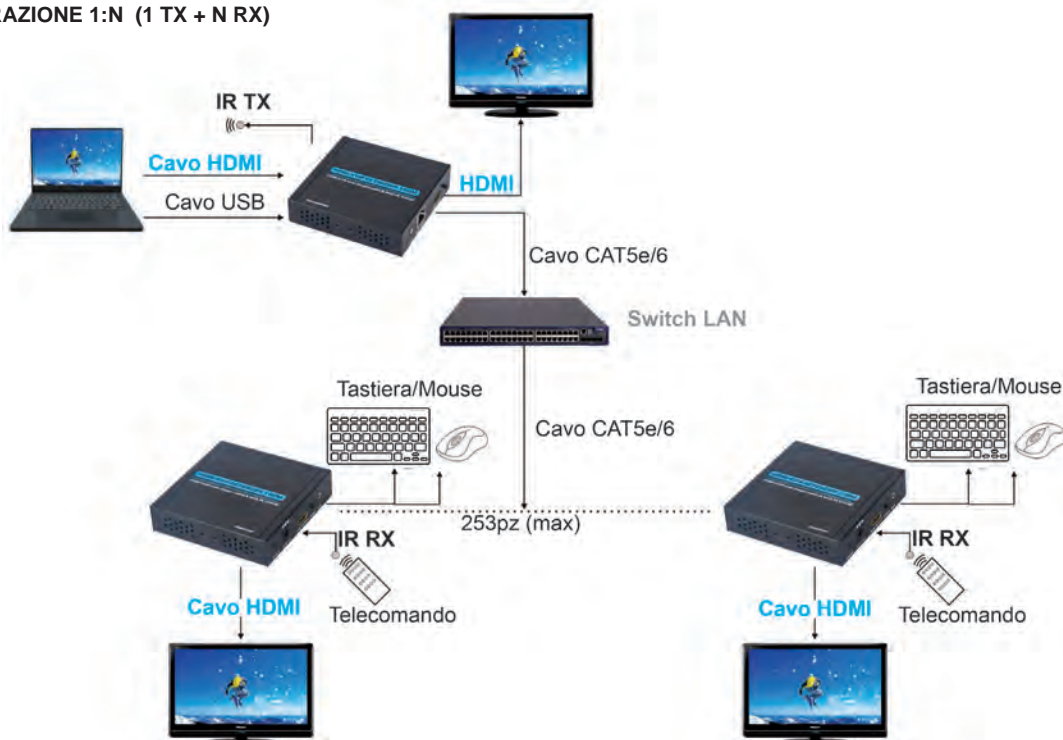 RAZIONE 1:N (1 TX + N RX)
IR TX
Cavo HDMI
Cavo USB
HDMI
Cavo CAT5e/6
Switch LAN
Tastiera/Mouse
Tastiera/Mouse
Cavo CAT5e/6
253pz (max)
IR RX
IR RX
Cavo HDMI
Telecomando
Cavo HDMI
Telecomando